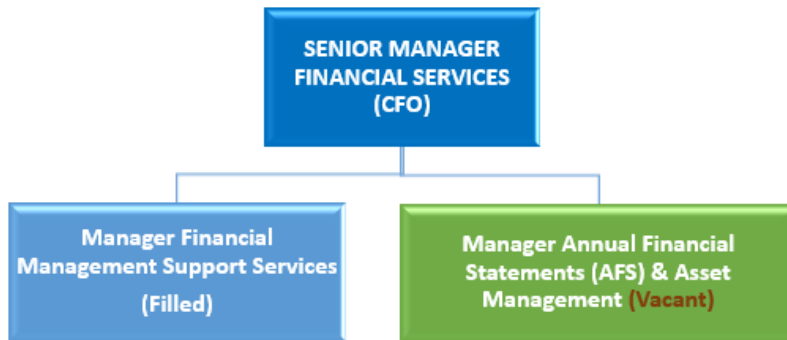 SENIOR MANAGER
FINANCIAL SERVICES
(CFO)
Manager Financial
Management Support Services
(Filled)
Manager Annual Financial
Statements (AFS) & Asset
Management (Vacant)